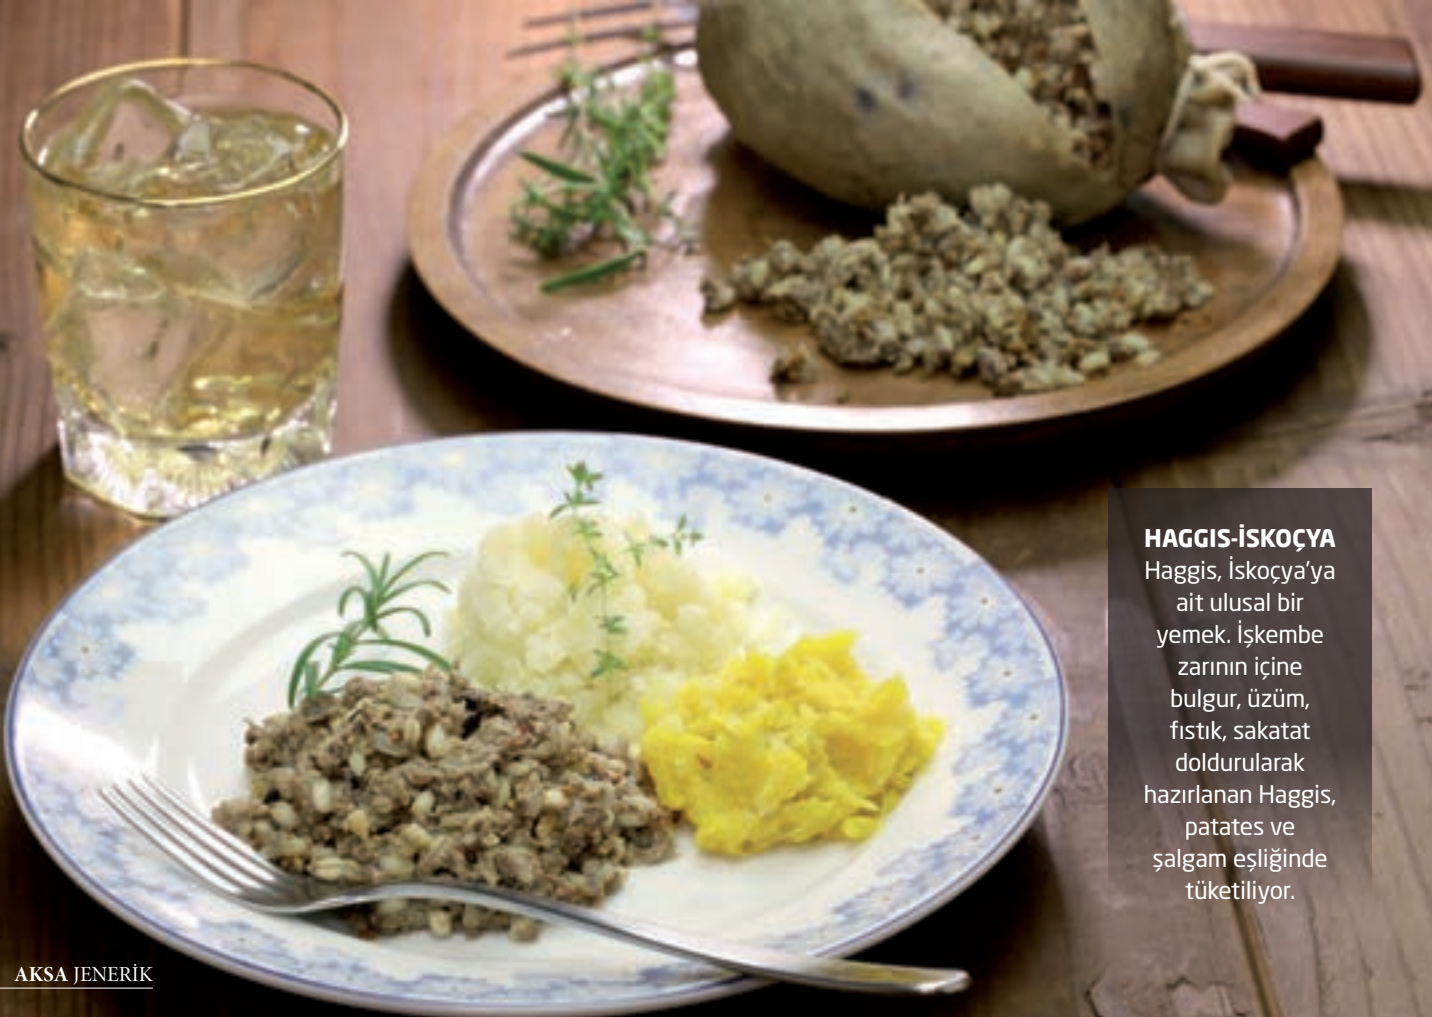 HAGGIS-İSKOÇYA
Haggis, İskoçya'ya
ait ulusal bir
yemek. İşkembe
zarının içine
bulgur, üzüm,
fıstık, sakatat
doldurularak
hazırlanan Haggis,
patates ve
şalgam eşliğinde
tüketiliyor.
AKSA JENERİK